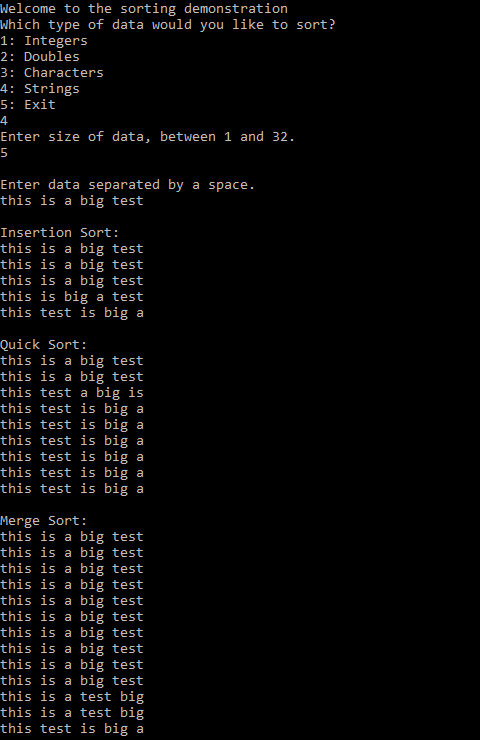 Welcome to the sorting demonstration
Which type of data would you like to sort?
1: Integers
2: Doubles
3: Characters
4: Strings
5: Exit
4
Enter size of data, between 1 and 32.
5
Enter data separated by a space.
this is a big test
Insertion Sort:
this is a big test
this is a big test
this is a big test
this is big a test
this test is big a
Quick Sort:
this is a big test
this is a big test
this test a big is
this test is big a
this test is big a
this test is big a
this test is big a
this test is big a
this test is big a
Merge Sort:
this is a big test
this is a big test
this is a big test
this is a big test
this is a big test
this is a big test
this is a big test
this is a big test
this is a big test
this is a big test
this is a test big
this is a test big
this test is big a